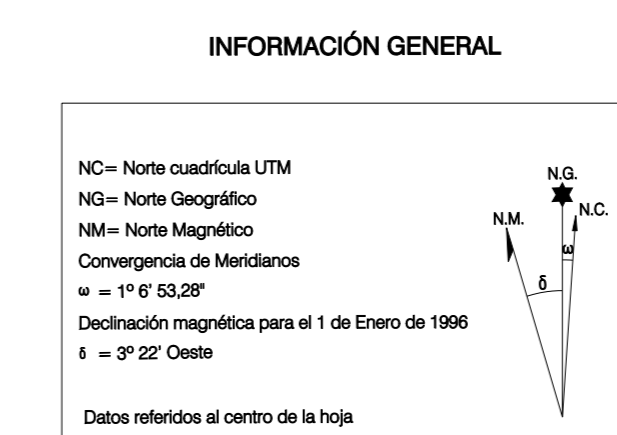 INFORMACIÓN GENERAL
NC= Norte cuadrícula UTM
NG= Norte Geográfico
NM= Norte Magnético
Convergencia de Meridianos
ω = 1º 6' 53,28"
Declinación magnética para el 1 de Enero de 1996
δ = 3º 22' Oeste
Datos referidos al centro de la hoja
N.G.
N.M.
N.C.
ω
δ